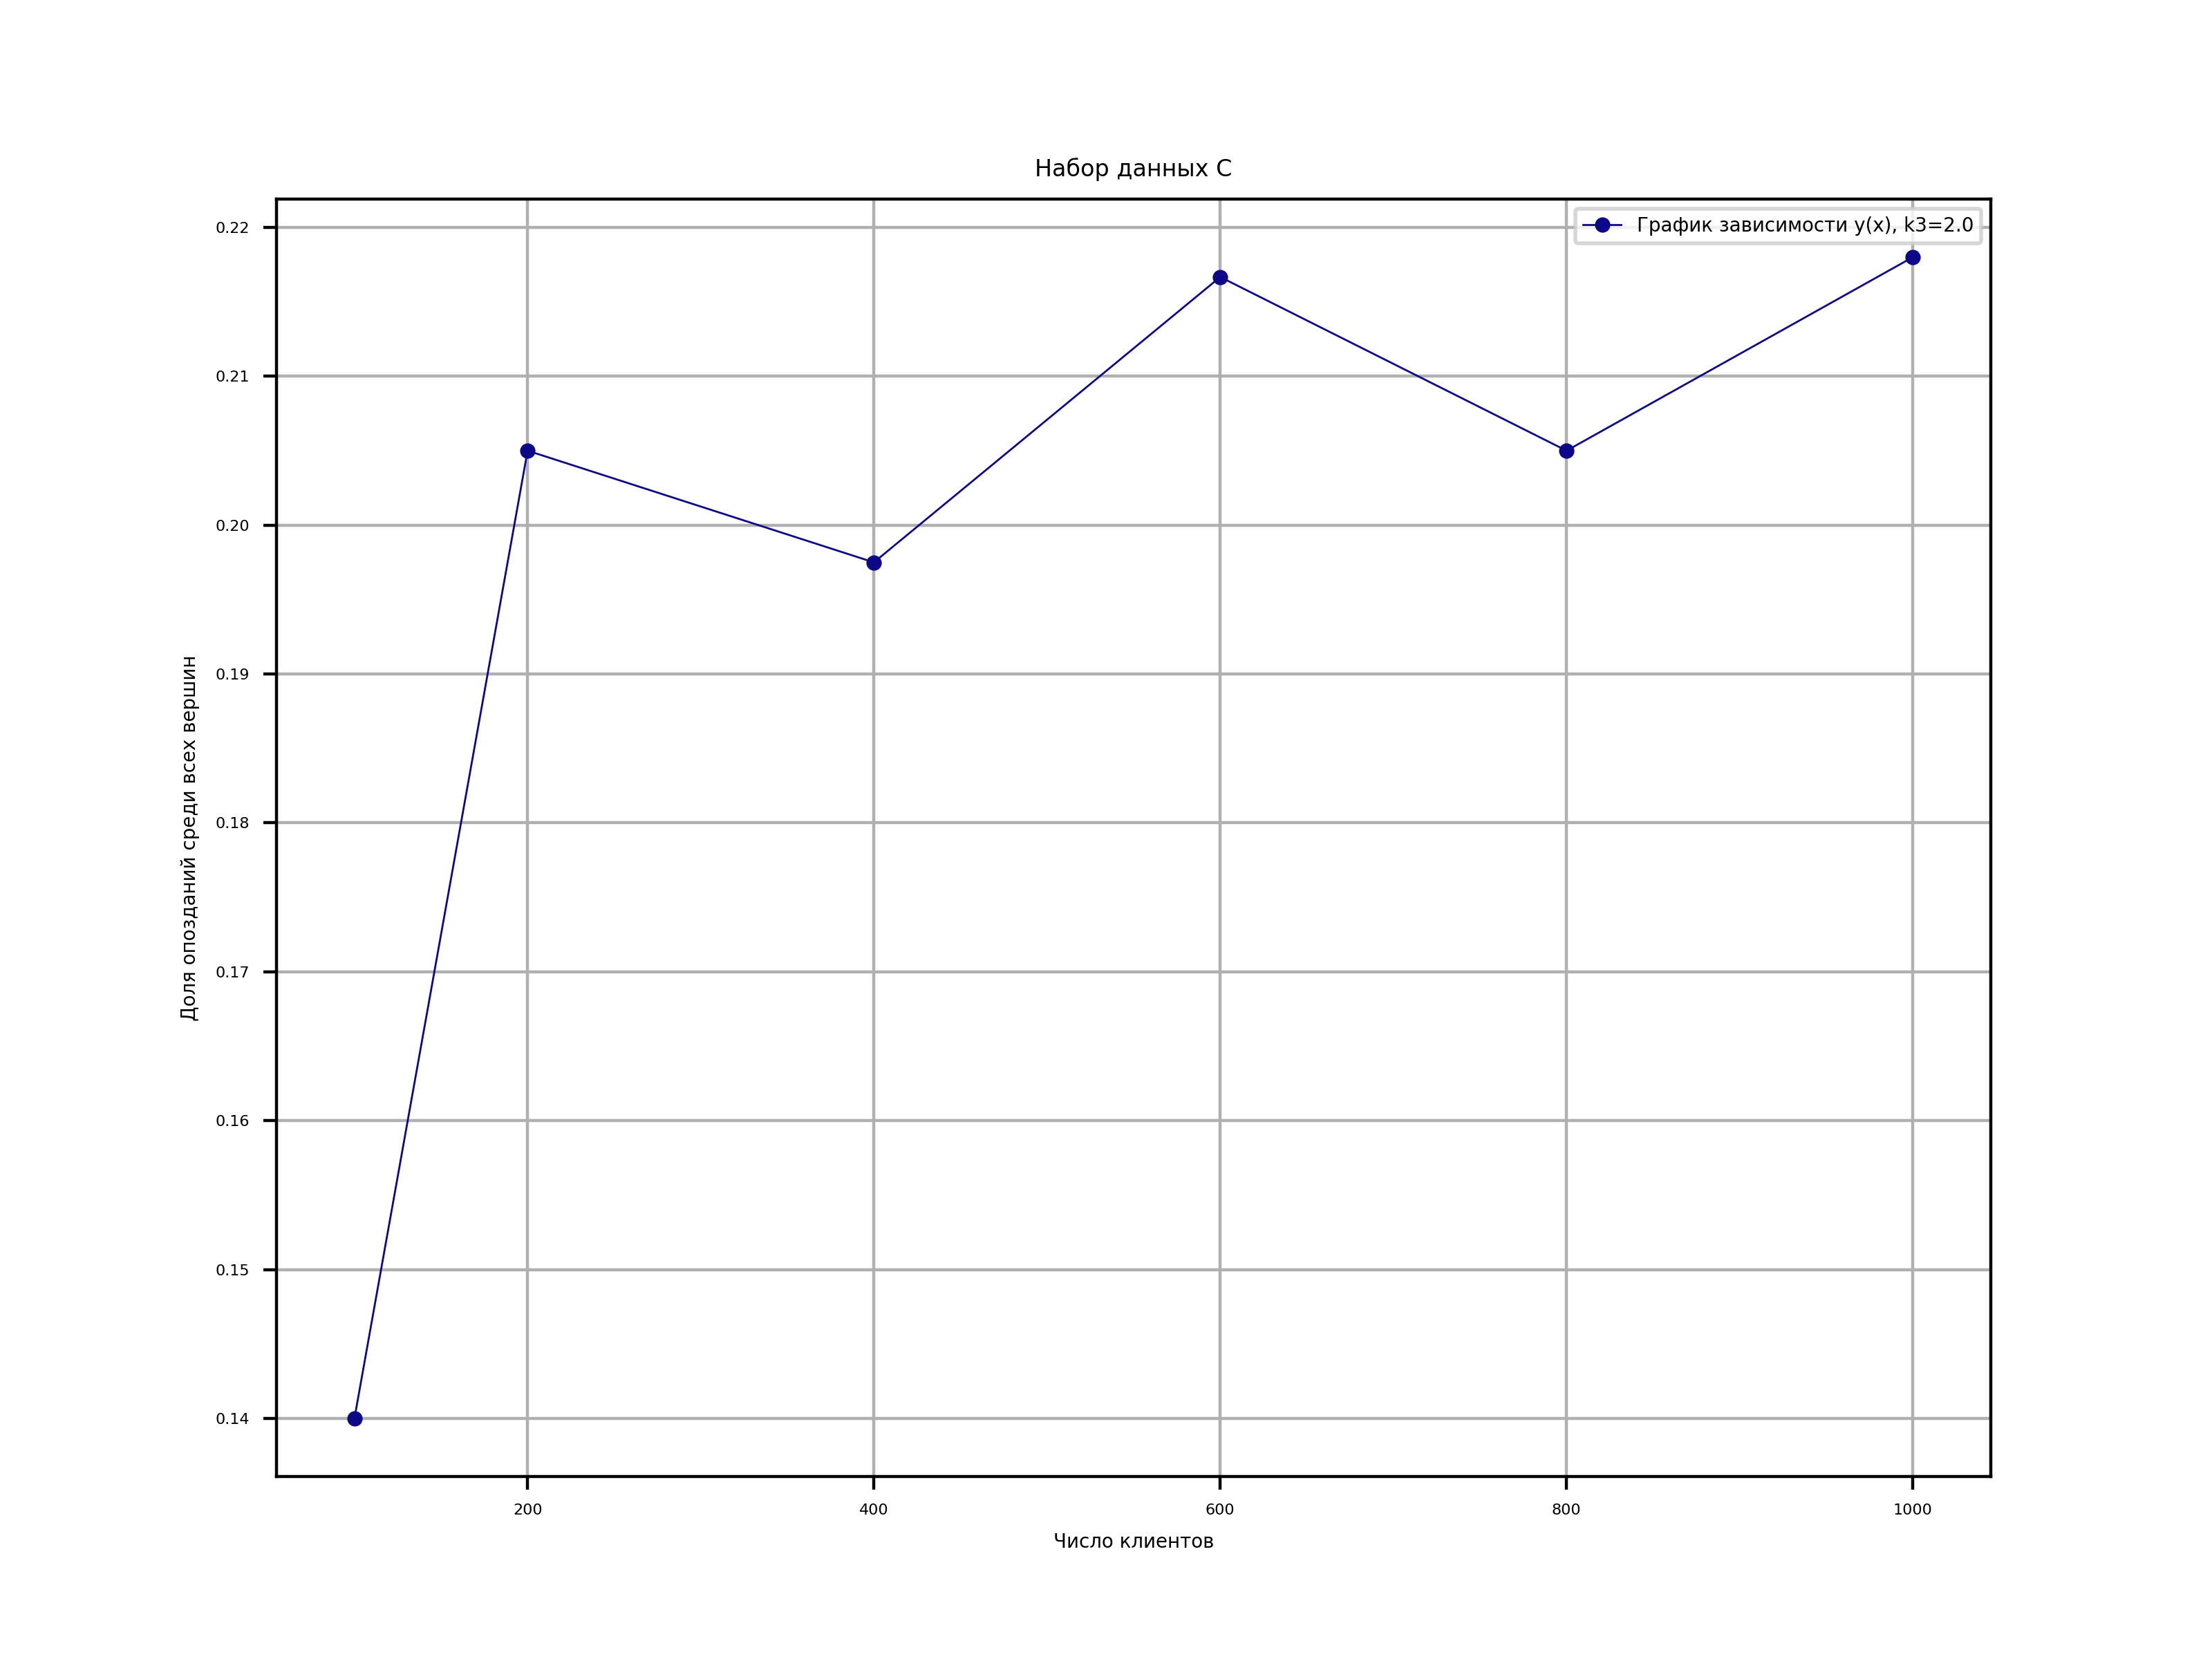 Набор данных C
График зависимости y(x), k3=2.0
0.22
0.21
0.20
0.19
0.18
0.17
0.16
0.15
0.14
Доля опозданий среди всех вершин
200 400 600 800 1000
Число клиентов